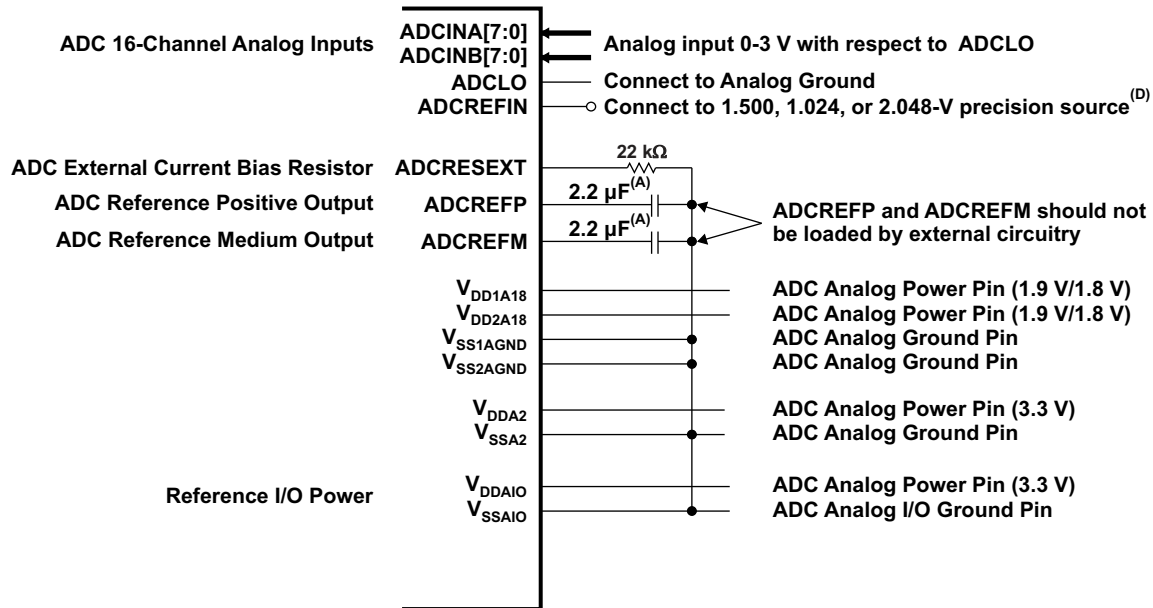 ADC 16-Channel Analog Inputs
ADCINA[7:0]
ADCINB[7:0]
Analog input 0-3 V with respect to ADCLO
ADCLO
Connect to Analog Ground
ADCREFIN
Connect to 1.500, 1.024, or 2.048-V precision source(D)
ADC External Current Bias Resistor
ADCRESEXT
22 kΩ
ADC Reference Positive Output
ADCREFP
2.2 µF(A)
ADC Reference Medium Output
ADCREFM
2.2 µF(A)
ADCREFP and ADCREFM should not
be loaded by external circuitry
VDD1A18
ADC Analog Power Pin (1.9 V/1.8 V)
VDD2A18
ADC Analog Power Pin (1.9 V/1.8 V)
VSS1AGND
ADC Analog Ground Pin
VSS2AGND
ADC Analog Ground Pin
VDDA2
ADC Analog Power Pin (3.3 V)
VSSA2
ADC Analog Ground Pin
Reference I/O Power
VDDAIO
ADC Analog Power Pin (3.3 V)
VSSAIO
ADC Analog I/O Ground Pin